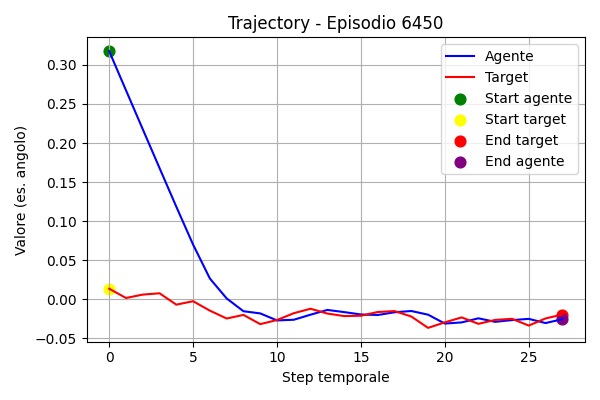 Trajectory - Episodio 6450
Valore (es. angolo)
0.30
0.25
0.20
0.15
0.10
0.05
0.00
−0.05
Agente
Target
Start agente
Start target
End target
End agente
0 5 10 15 20 25
Step temporale